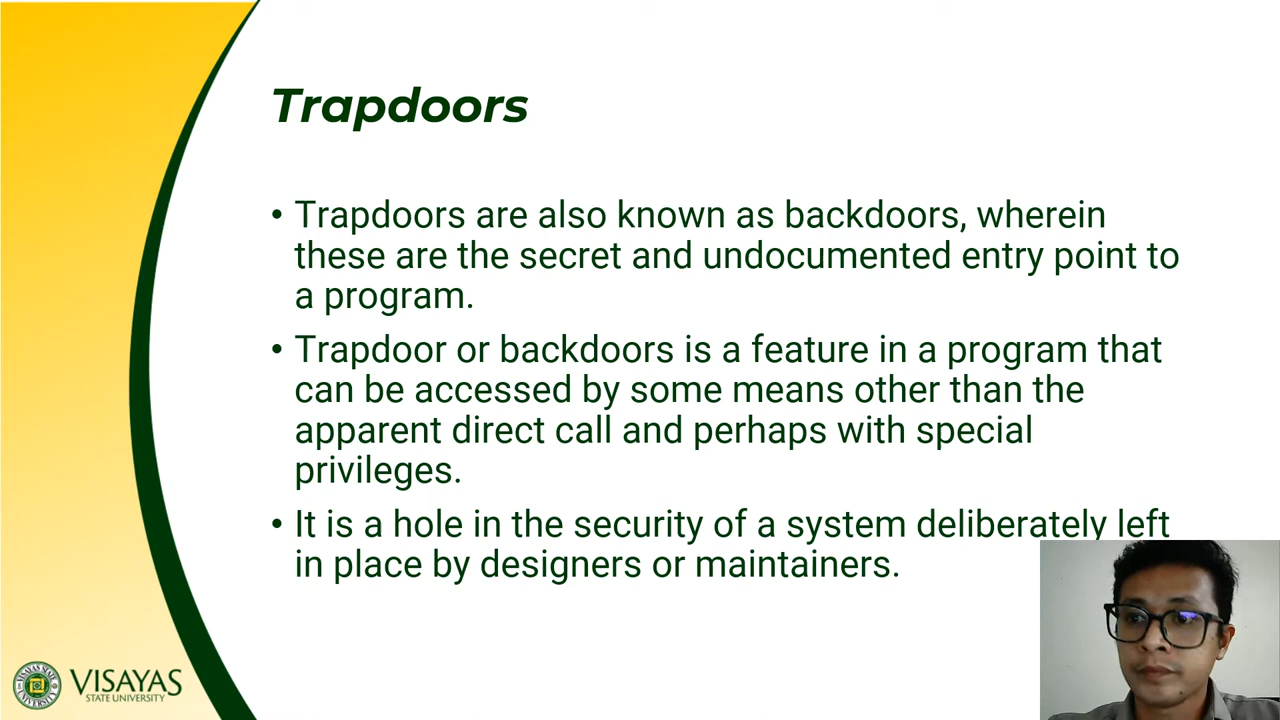 Trapdoors
• Trapdoors are also known as backdoors, wherein
these are the secret and undocumented entry point to
a program.
• Trapdoor or backdoors is a feature in a program that
can be accessed by some means other than the
apparent direct call and perhaps with special
privileges.
• It is a hole in the security of a system deliberately left
in place by designers or maintainers.
VISAYAS
STATE UNIVERSITY